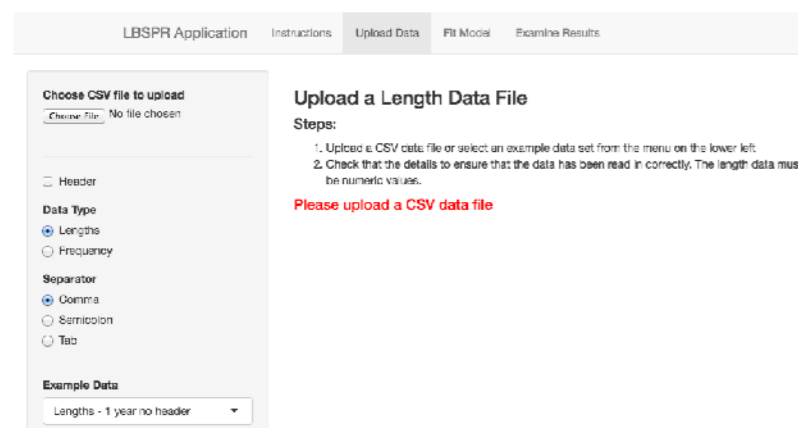 LBSPR Application Instructions Upload Data Fit Model Examine Results
Choose CSV file to upload
Choose File No file chosen
Header
Data Type
Lengths
Frequency
Separator
Comma
Semicolon
Tab
Example Data
Lengths - 1 year no header
Upload a Length Data File
Steps:
1. Upload a CSV data file or select an example data set from the menu on the lower left
2. Check that the details to ensure that the data has been read in correctly. The length data mus
be numeric values.
Please upload a CSV data file